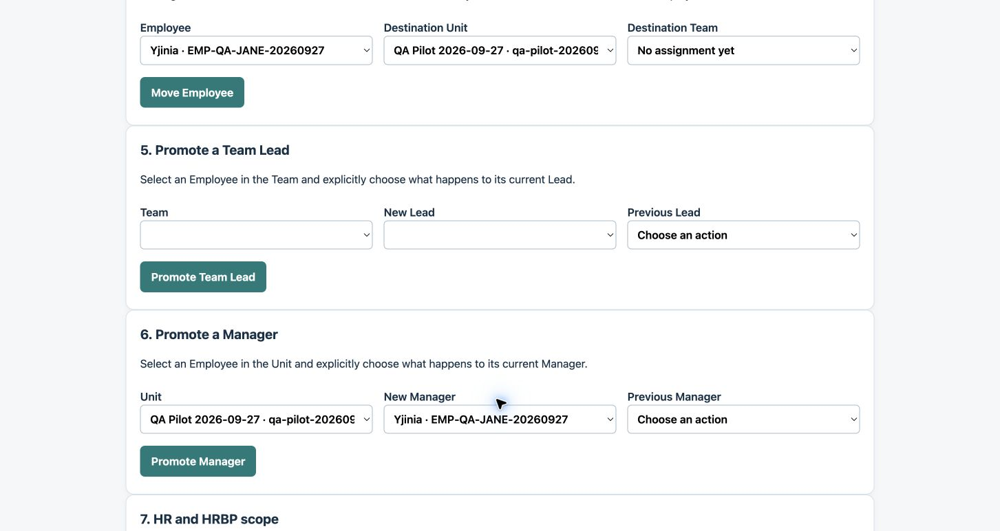 Employee
Destination Unit
Destination Team
Yjinia · EMP-QA-JANE-20260927
QA Pilot 2026-09-27 · qa-pilot-202609
No assignment yet
Move Employee
5. Promote a Team Lead
Select an Employee in the Team and explicitly choose what happens to its current Lead.
Team
New Lead
Previous Lead
Choose an action
Promote Team Lead
6. Promote a Manager
Select an Employee in the Unit and explicitly choose what happens to its current Manager.
Unit
New Manager
Previous Manager
QA Pilot 2026-09-27 · qa-pilot-202609
Yjinia · EMP-QA-JANE-20260927
Choose an action
Promote Manager
7. HR and HRBP scope